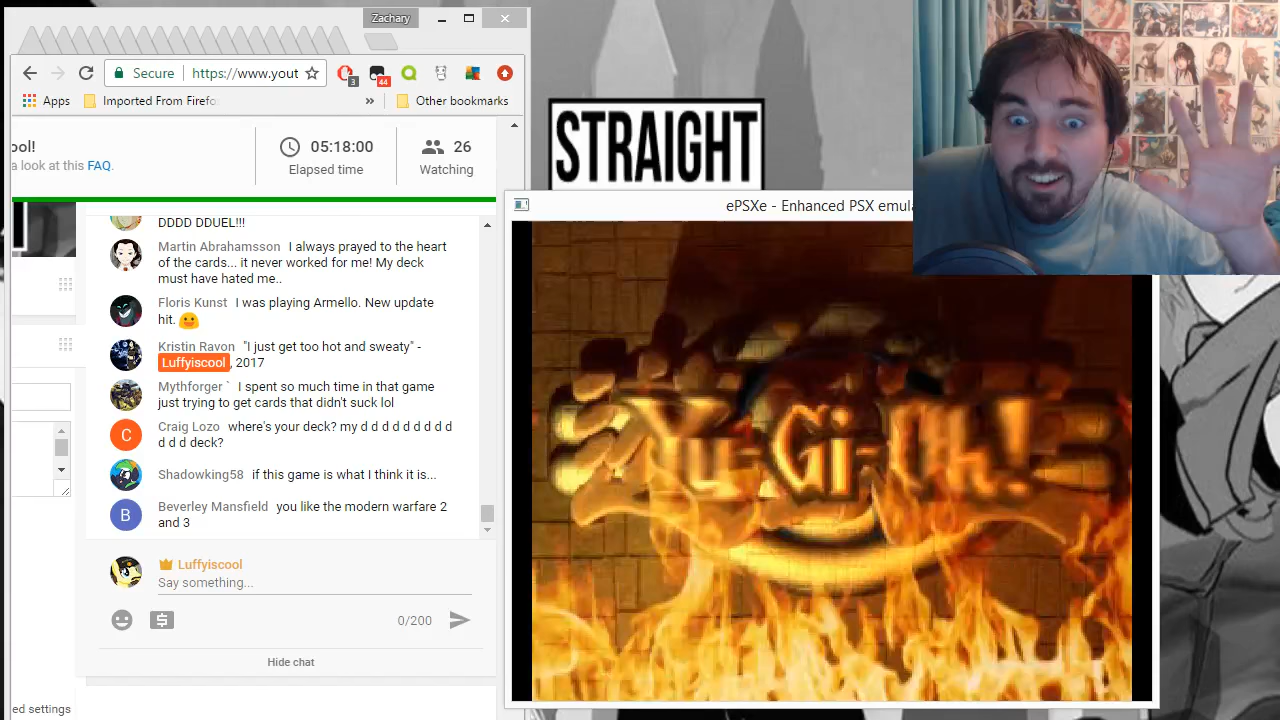 Zachary
Secure
https://www.yout
3
44
Apps
Imported From Firefo
»
Other bookmarks
ool!
a look at this FAQ.
05:18:00
Elapsed time
26
Watching
DDDD DDUEL!!!
Martin Abrahamsson I always prayed to the heart
of the cards... it never worked for me! My deck
must have hated me..
Floris Kunst I was playing Armello. New update
hit.
Kristin Ravon "I just get too hot and sweaty" -
Luffyiscool, 2017
Mythforger ` I spent so much time in that game
just trying to get cards that didn't suck lol
C
Craig Lozo where's your deck? my d d d d d d d d d
d d d deck?
Shadowking58 if this game is what I think it is...
B
Beverley Mansfield you like the modern warfare 2
and 3
Luffyiscool
Say something...
0/200
Hide chat
ed settings
STRAIGHT
ePSXe - Enhanced PSX emula
Yu-Gi-Oh!